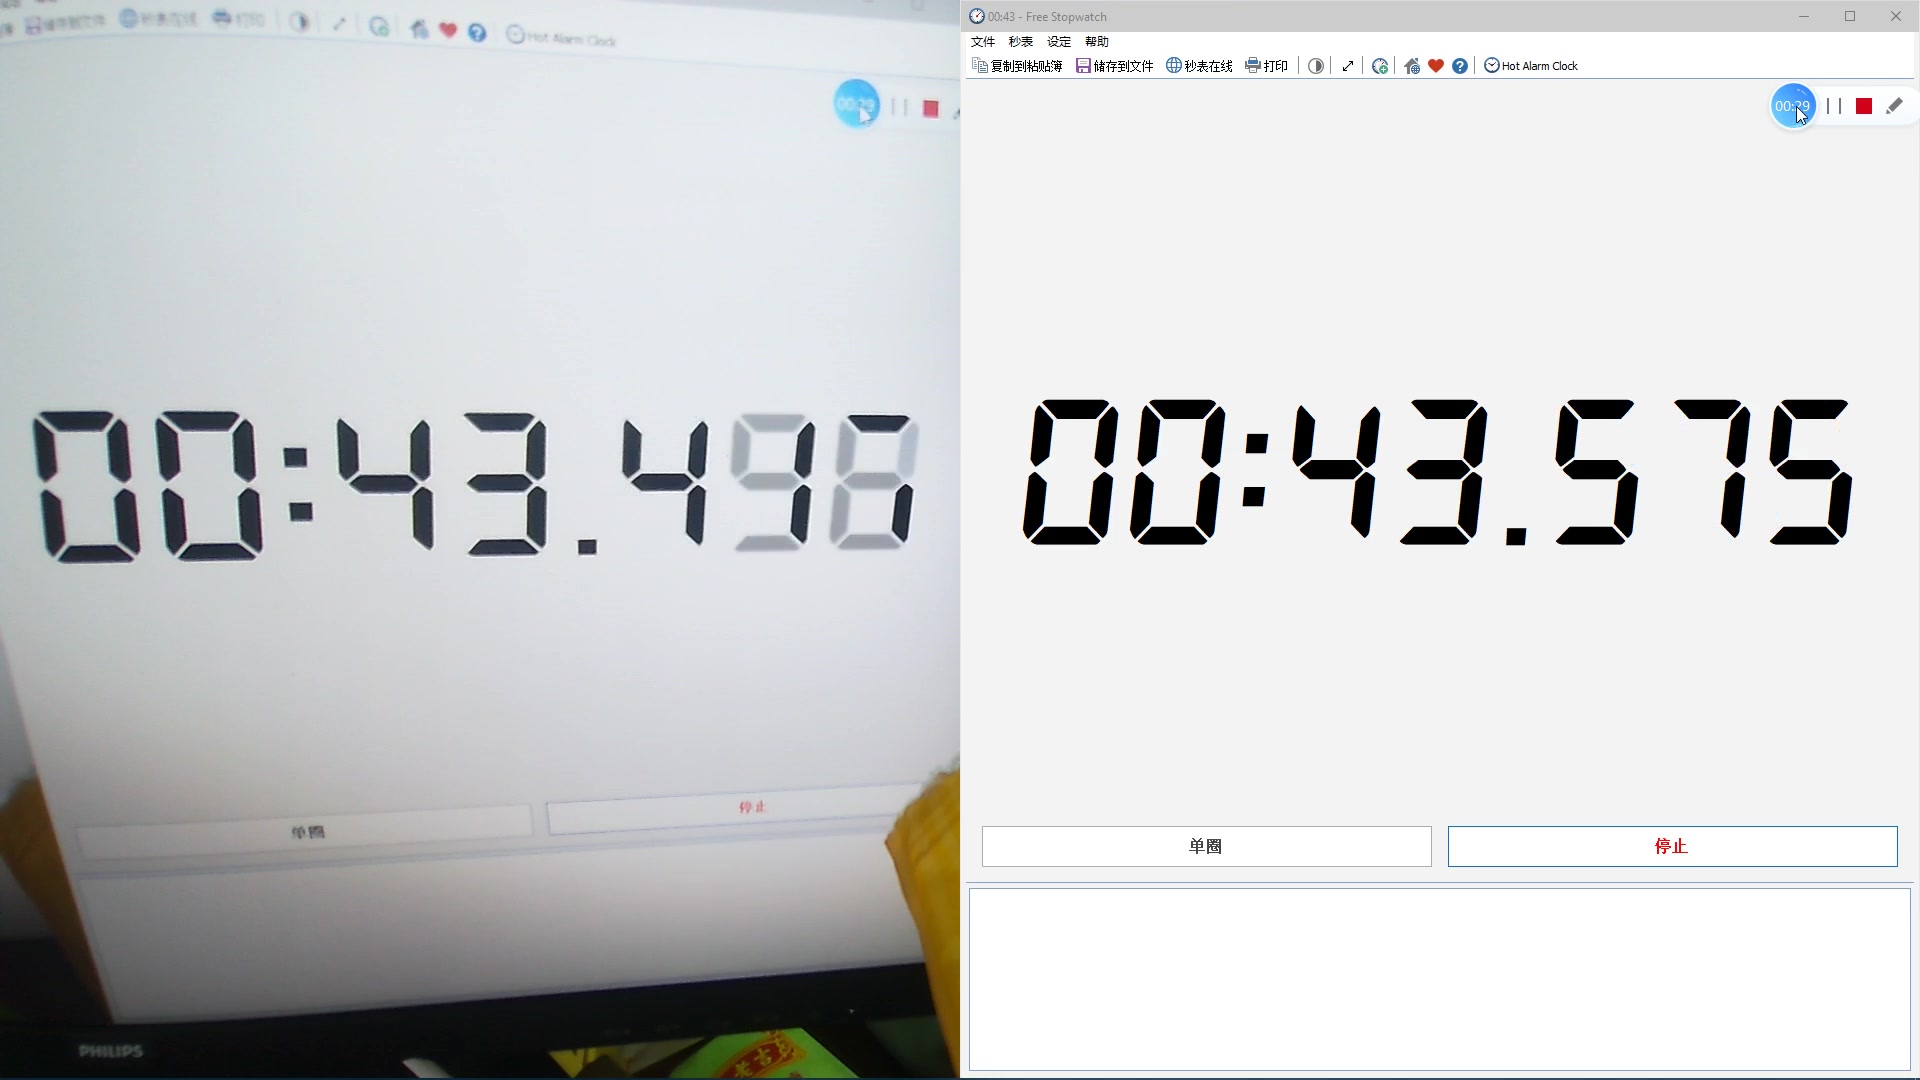 储存到文件 秒表在线 打印 Hot Alarm Clock
00:29
00:43.4
单圈
停止
PHILIPS
00:43 - Free Stopwatch
文件 秒表 设定 帮助
复制到粘贴簿 储存到文件 秒表在线 打印 Hot Alarm Clock
00:29
00:43.575
单圈
停止